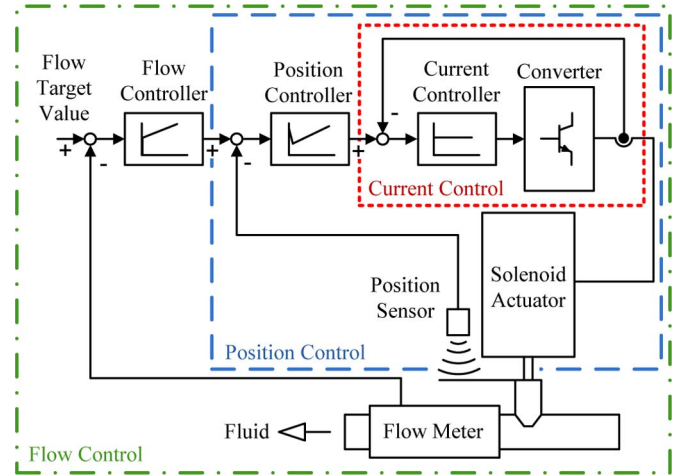 Flow
Target
Value
Flow
Controller
Position
Controller
Current
Controller
Converter
+
-
+
-
+
-
Current Control
Solenoid
Actuator
Position
Sensor
Position Control
Fluid
Flow Meter
Flow Control